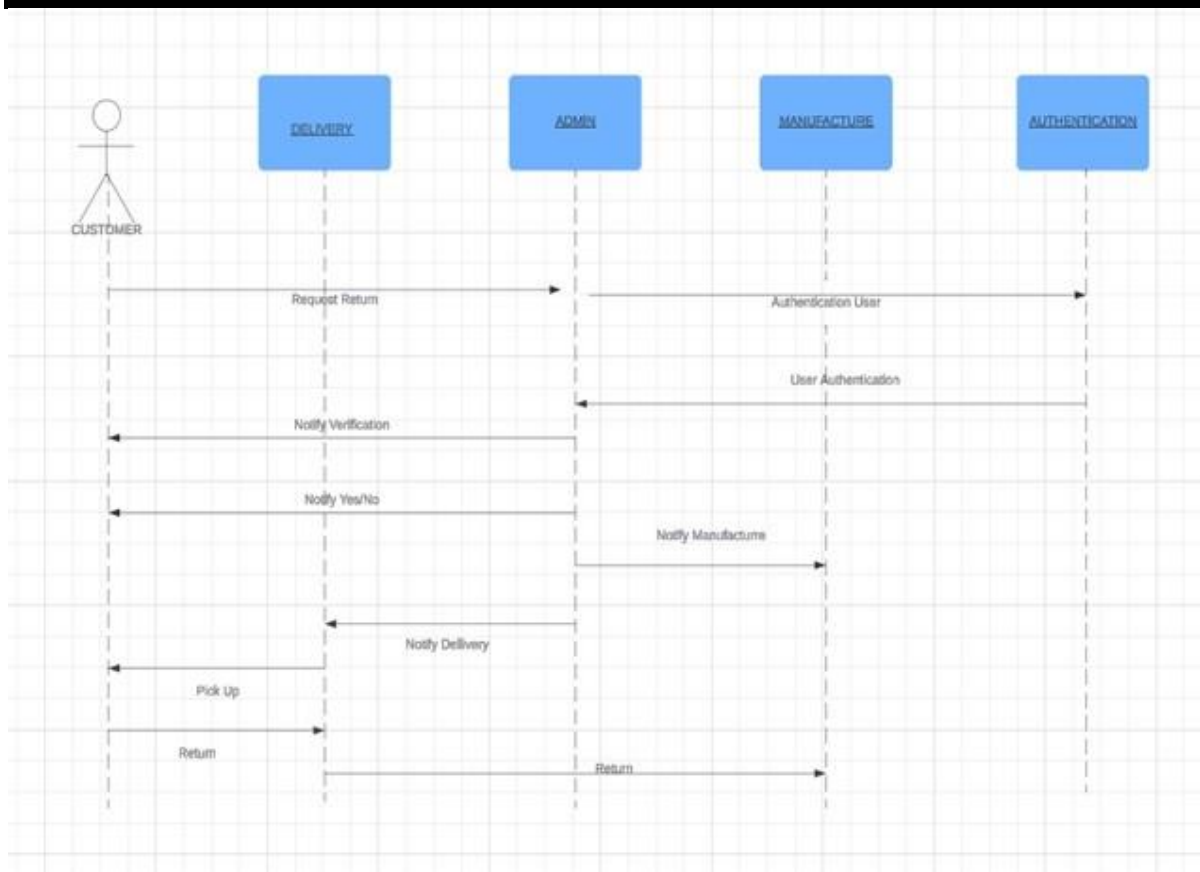 DELIVERY
ADMIN
MANUFACTURE
AUTHENTICATION
CUSTOMER
Request Return
Authentication User
User Authentication
Notify Verification
Notify Yes/No
Notify Manufacture
Notify Dellivery
Pick Up
Return
Return